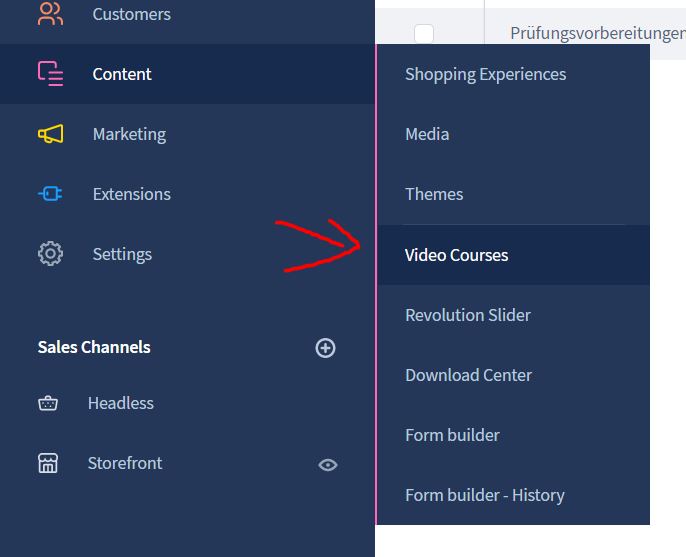 Customers
Content
Marketing
Extensions
Settings
Sales Channels
Headless
Storefront
Prüfungsvorbereitungen
Shopping Experiences
Media
Themes
Video Courses
Revolution Slider
Download Center
Form builder
Form builder - History